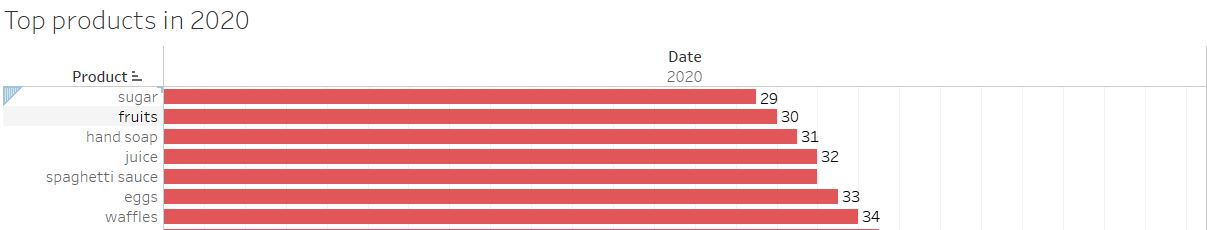 Top products in 2020
Date
Product 2020
sugar 29
fruits 30
hand soap 31
juice 32
spaghetti sauce
eggs 33
waffles 34